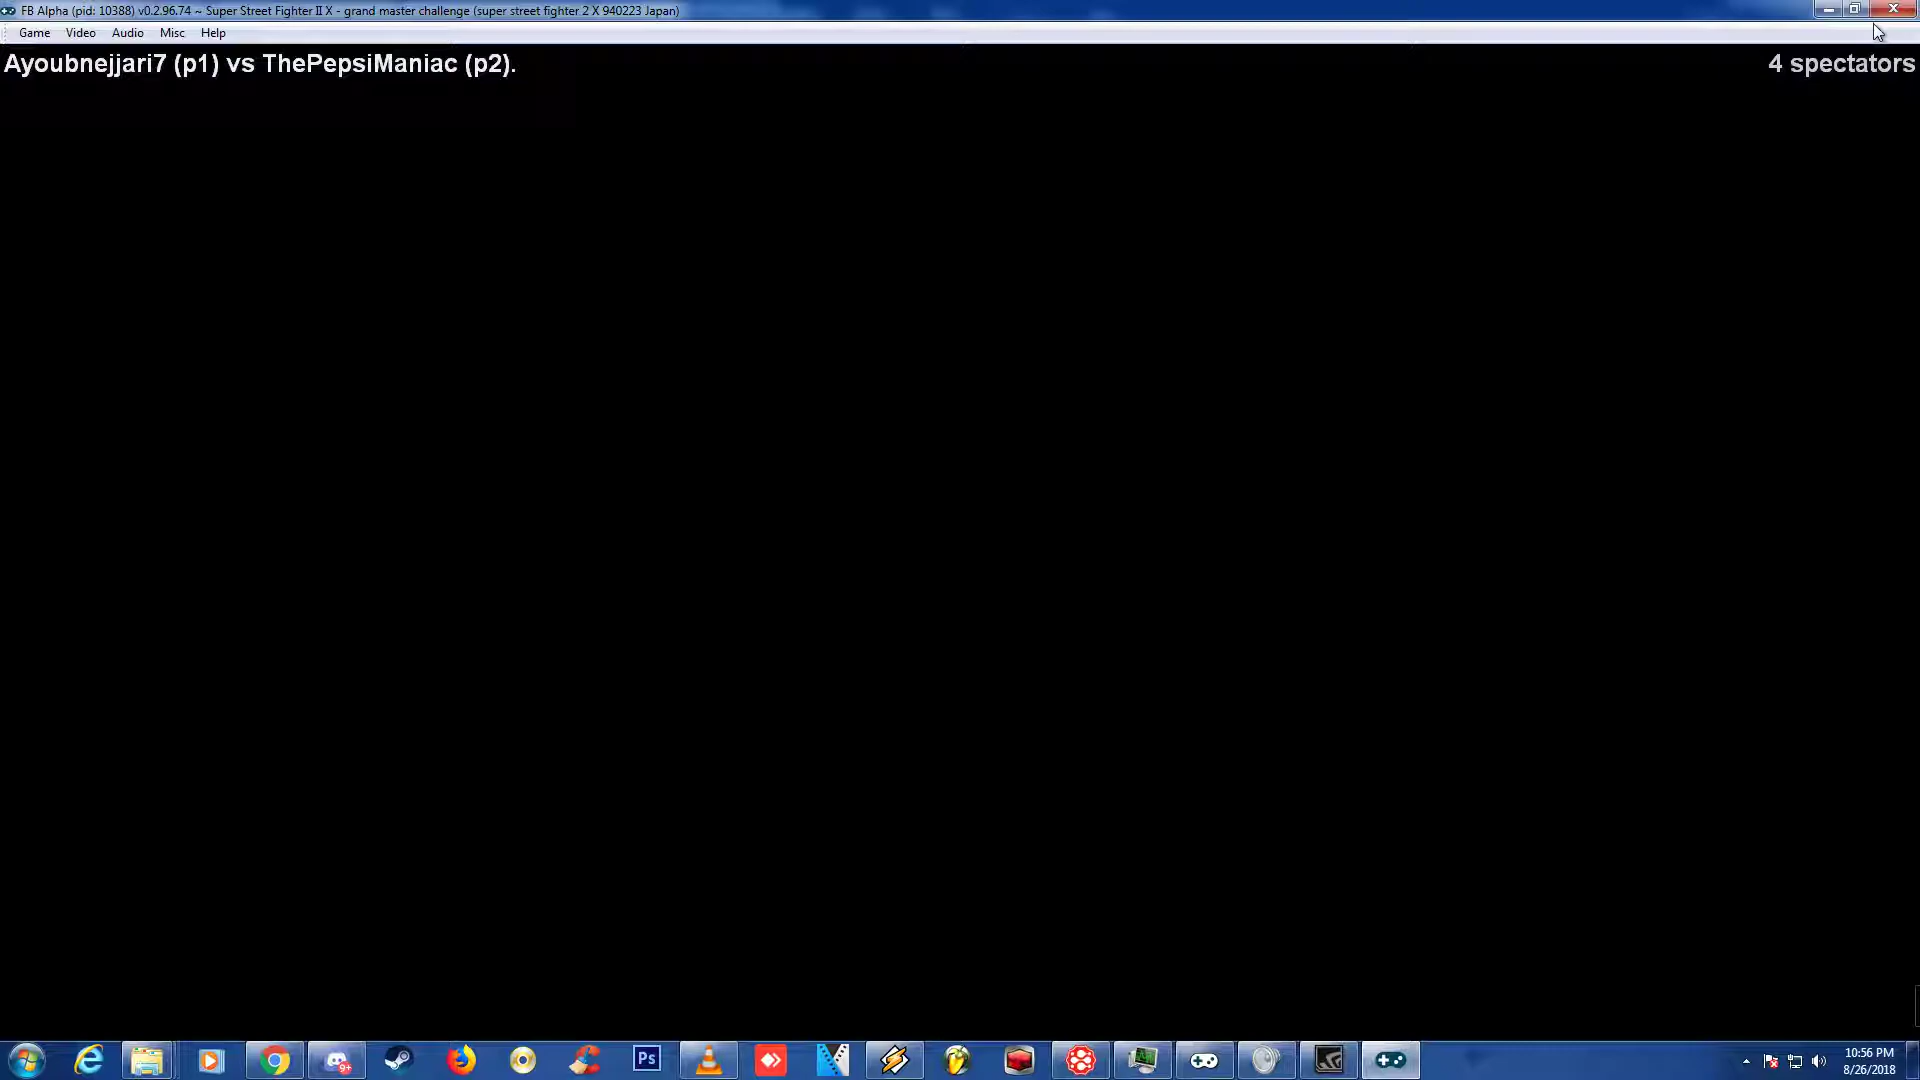 FB Alpha (pid: 10388) v0.2.96.74 ~ Super Street Fighter II X - grand master challenge (super street fighter 2 X 940223 Japan)
Game Video Audio Misc Help
Ayoubnejjari7 (p1) vs ThePepsiManiac (p2). 4 spectators
Ps
9+
10:56 PM
8/26/2018